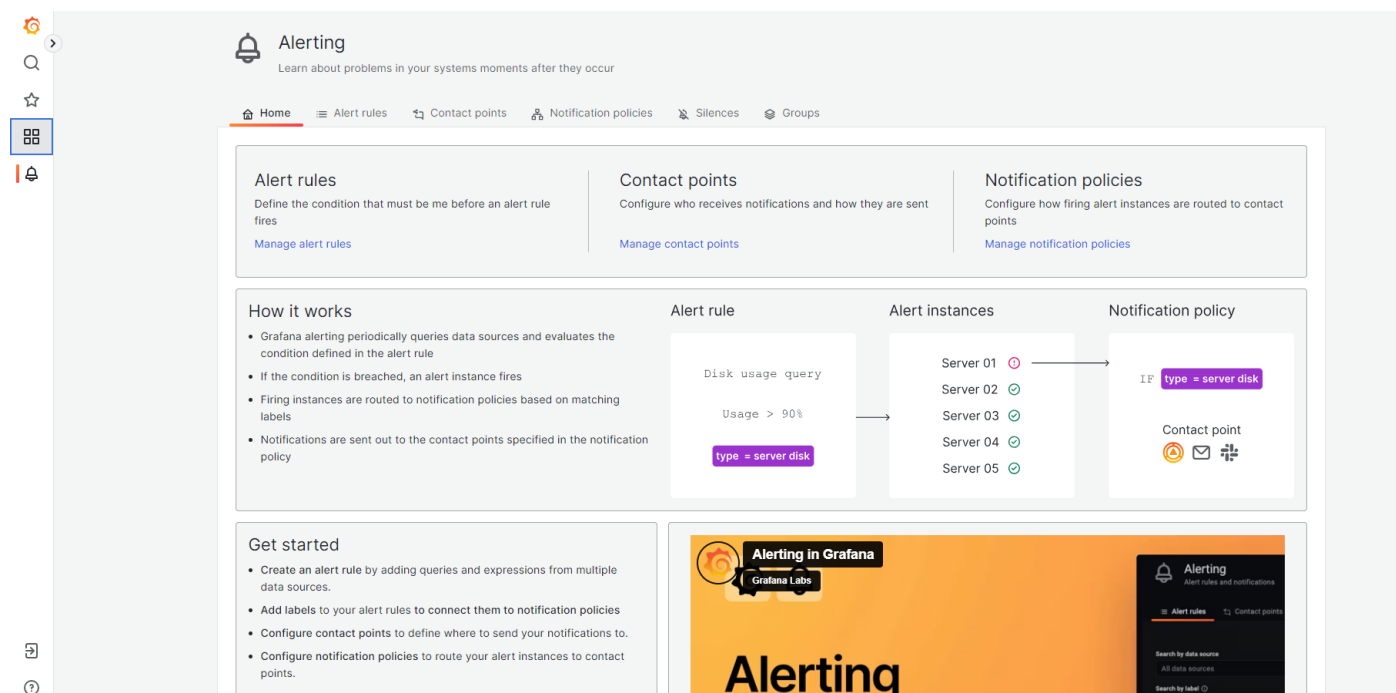 Alerting
Learn about problems in your systems moments after they occur
Home
Alert rules
Contact points
Notification policies
Silences
Groups
Alert rules
Define the condition that must be me before an alert rule
fires
Manage alert rules
Contact points
Configure who receives notifications and how they are sent
Manage contact points
Notification policies
Configure how firing alert instances are routed to contact
points
Manage notification policies
How it works
• Grafana alerting periodically queries data sources and evaluates the
condition defined in the alert rule
• If the condition is breached, an alert instance fires
• Firing instances are routed to notification policies based on matching
labels
• Notifications are sent out to the contact points specified in the notification
policy
Alert rule
Disk usage query
Usage > 90%
type = server disk
Alert instances
Server 01
Server 02
Server 03
Server 04
Server 05
Notification policy
IF type = server disk
Contact point
Get started
• Create an alert rule by adding queries and expressions from multiple
data sources.
• Add labels to your alert rules to connect them to notification policies
• Configure contact points to define where to send your notifications to.
• Configure notification policies to route your alert instances to contact
points.
Alerting in Grafana
Grafana Labs
Alerting
Alerting
Alert rules and notifications
Alert rules
Contact points
Search by data source
All data sources
Search by label